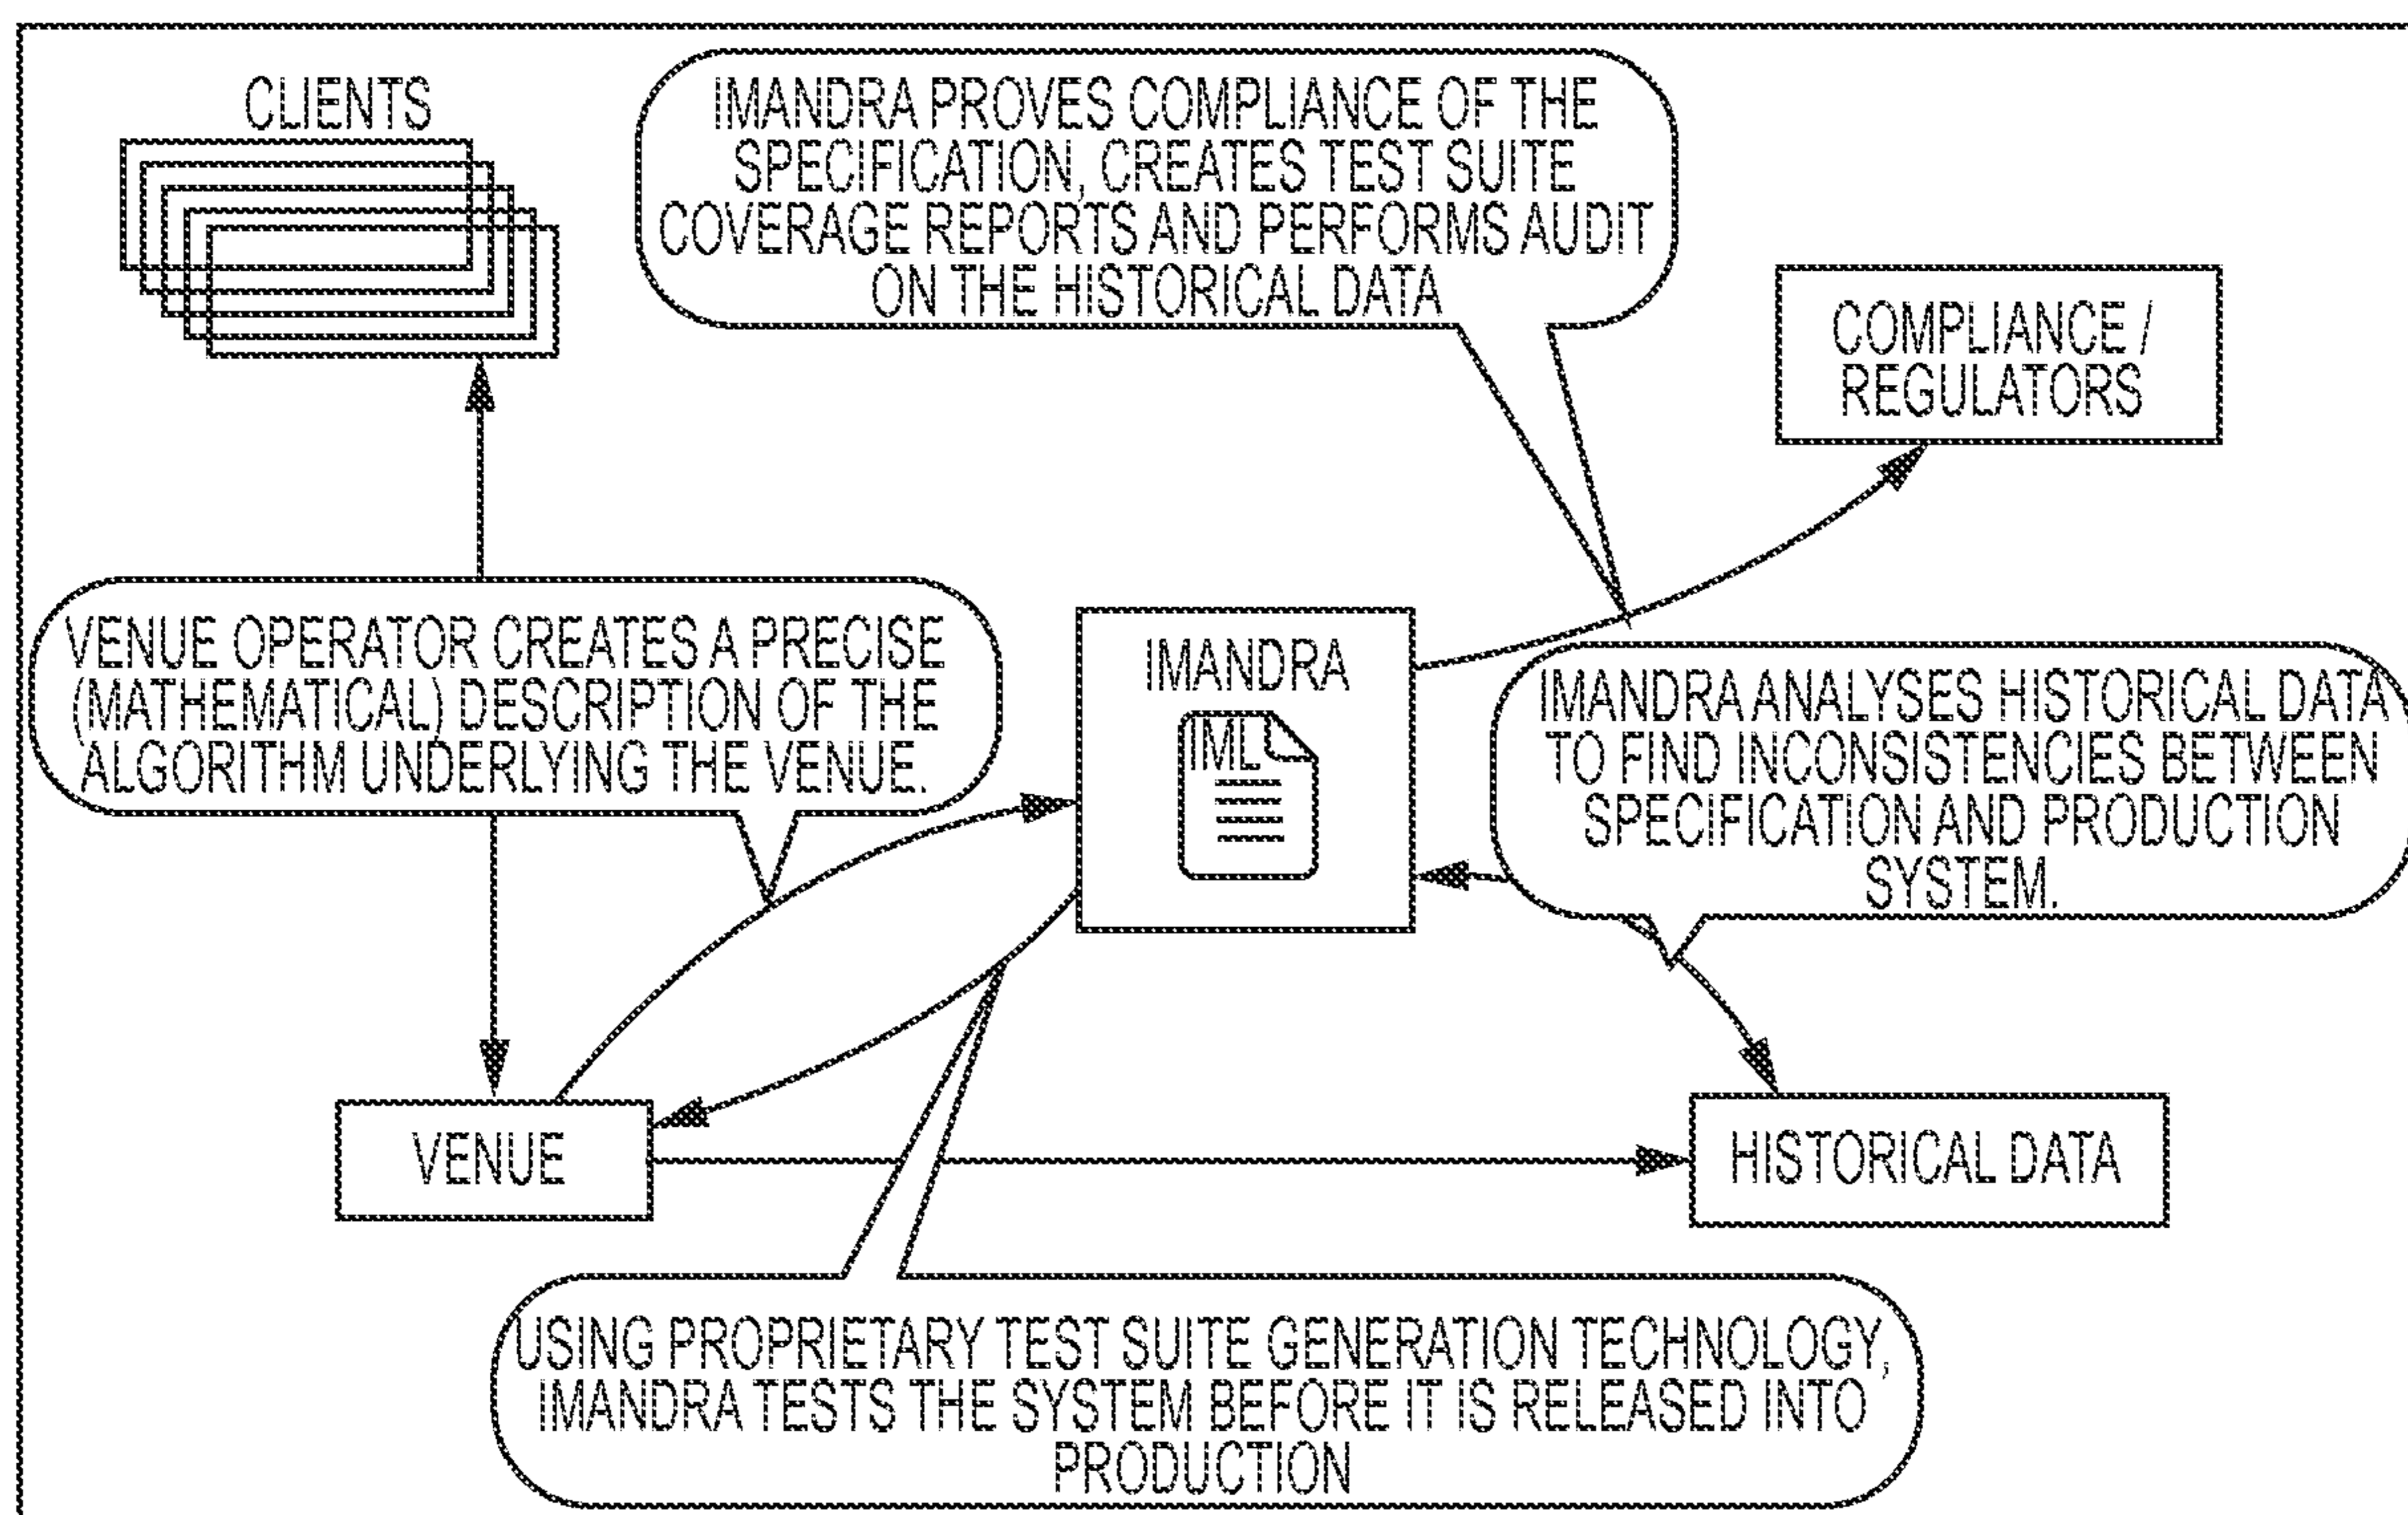 CLIENTS
IMANDRA PROVES COMPLIANCE OF THE
SPECIFICATION, CREATES TEST SUITE
COVERAGE REPORTS AND PERFORMS AUDIT
ON THE HISTORICAL DATA
COMPLIANCE /
REGULATORS
VENUE OPERATOR CREATES A PRECISE
(MATHEMATICAL) DESCRIPTION OF THE
ALGORITHM UNDERLYING THE VENUE.
IMANDRA
IML
IMANDRA ANALYSES HISTORICAL DATA
TO FIND INCONSISTENCIES BETWEEN
SPECIFICATION AND PRODUCTION
SYSTEM.
VENUE
HISTORICAL DATA
USING PROPRIETARY TEST SUITE GENERATION TECHNOLOGY,
IMANDRA TESTS THE SYSTEM BEFORE IT IS RELEASED INTO
PRODUCTION